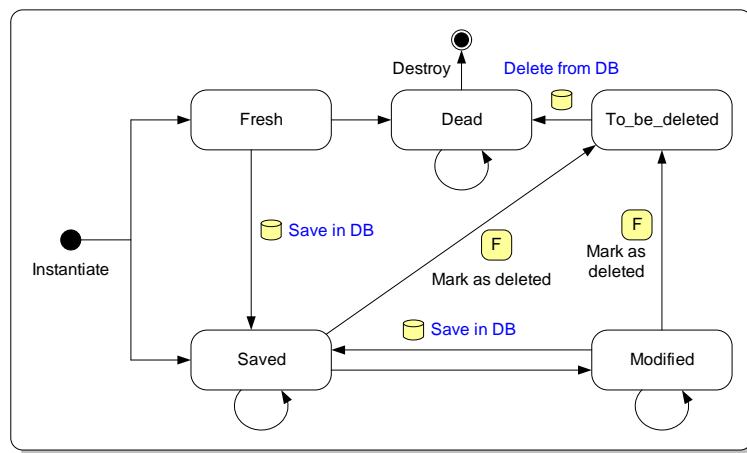 Destroy
Delete from DB
Fresh
Dead
To_be_deleted
Save in DB
F
Mark as deleted
F
Mark as
deleted
Instantiate
Save in DB
Saved
Modified